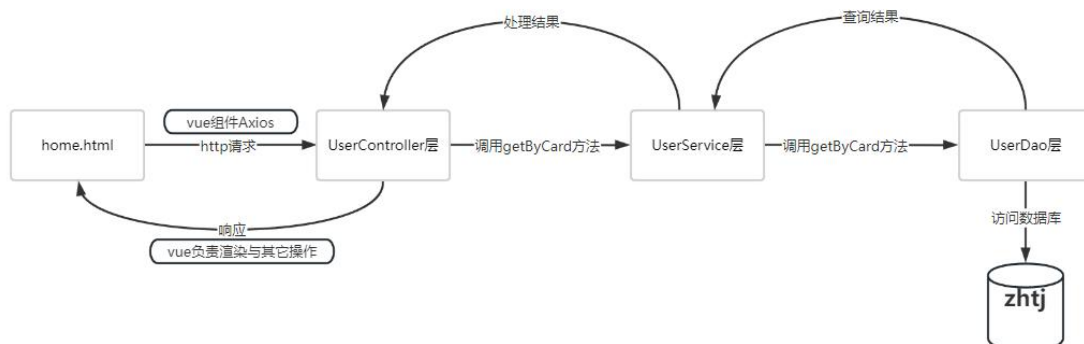 处理结果
查询结果
vue组件Axios
home.html
http请求
UserController层
调用getByCard方法
UserService层
调用getByCard方法
UserDao层
响应
vue负责渲染与其它操作
访问数据库
zhtj